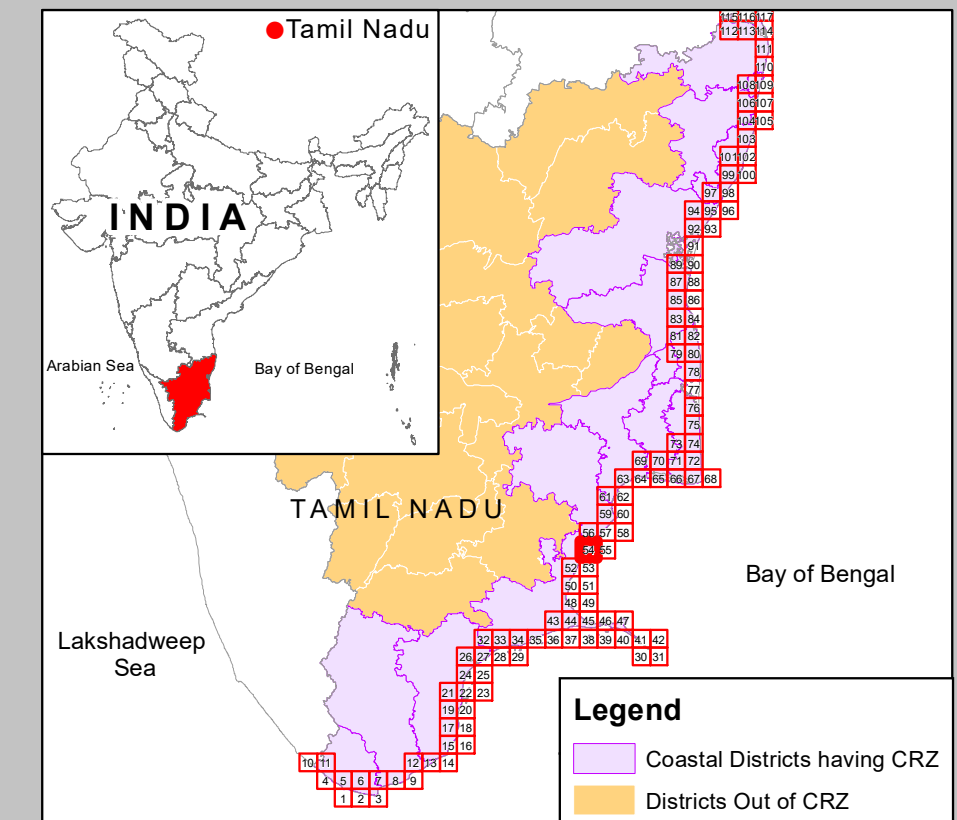 Tamil Nadu
INDIA
Arabian Sea
Bay of Bengal
115 116 117
112 113 114
111
110
108 109
106 107
104 105
103
101 102
99 100
97 98
94 95 96
92 93
91
89 90
87 88
85 86
83 84
81 82
79 80
78
77
76
75
73 74
69 70 71 72
63 64 65 66 67 68
61 62
59 60
56 57 58
54 55
52 53
50 51
48 49
43 44 45 46 47
32 33 34 35 36 37 38 39 40 41 42
26 27 28 29 30 31
24 25
21 22 23
19 20
17 18
15 16
10 11 12 13 14
4 5 6 7 8 9
1 2 3
TAMIL NADU
Bay of Bengal
Lakshadweep
Sea
Legend
Coastal Districts having CRZ
Districts Out of CRZ